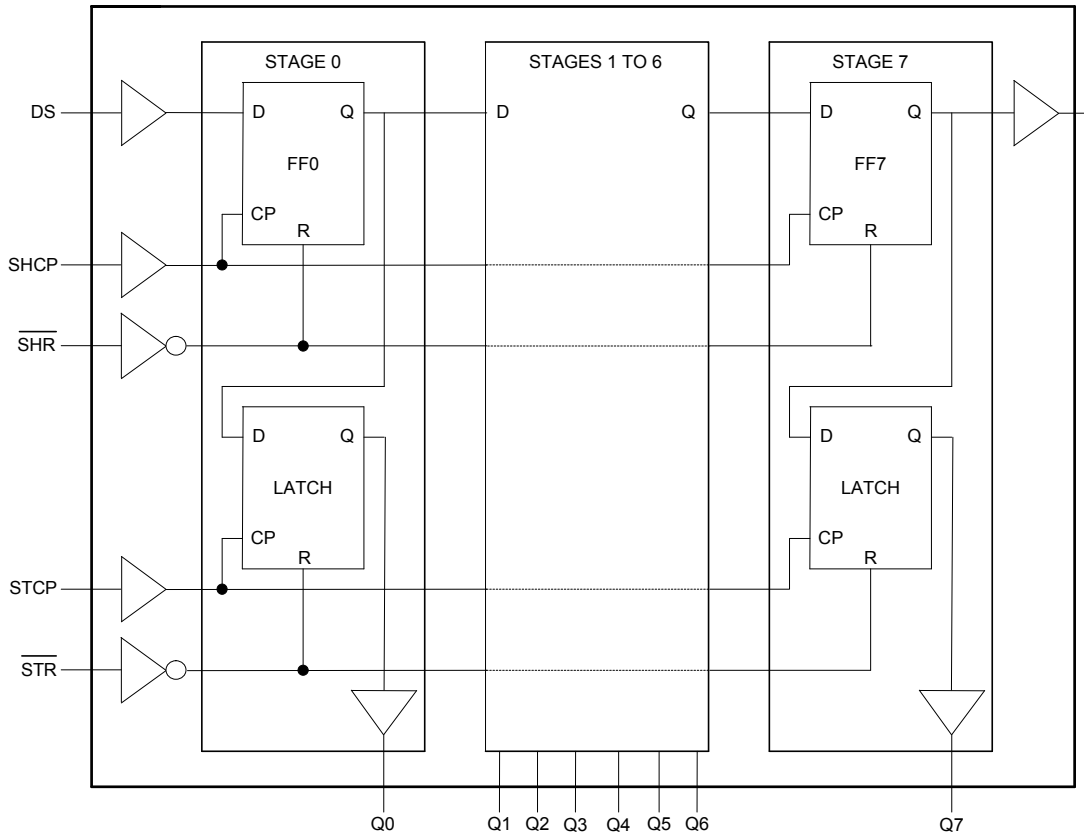 STAGE 0
STAGES 1 TO 6
STAGE 7
DS
D Q
D Q
D Q
FF0
FF7
CP
CP
R
R
SHCP
SHR
D Q
D Q
LATCH
LATCH
CP
CP
R
R
STCP
STR
Q0 Q1 Q2 Q3 Q4 Q5 Q6 Q7